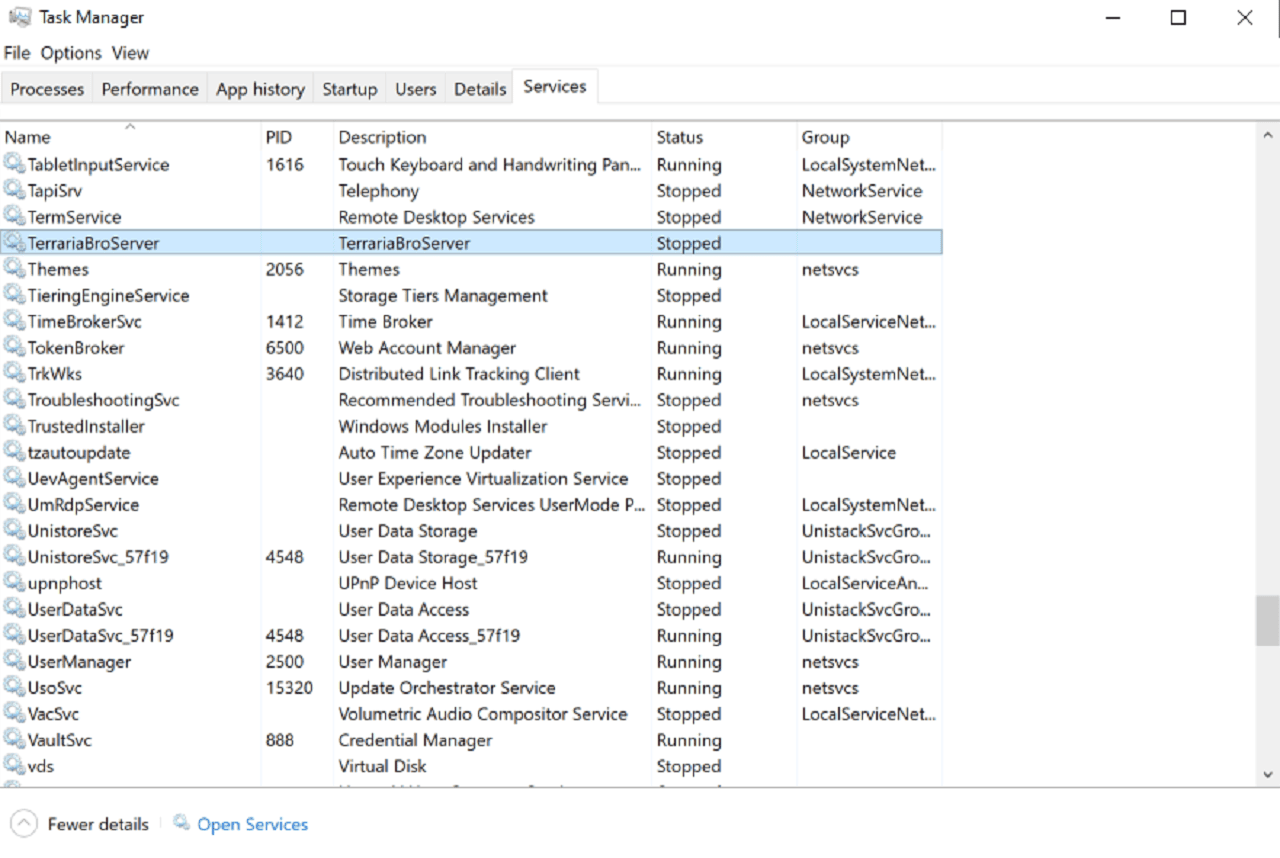 Task Manager
File Options View
Processes Performance App history Startup Users Details Services
Name PID Description Status Group
TabletInputService 1616 Touch Keyboard and Handwriting Pan... Running LocalSystemNet...
TapiSrv Telephony Stopped NetworkService
TermService Remote Desktop Services Stopped NetworkService
TerrariaBroServer TerrariaBroServer Stopped
Themes 2056 Themes Running netsvcs
TieringEngineService Storage Tiers Management Stopped
TimeBrokerSvc 1412 Time Broker Running LocalServiceNet...
TokenBroker 6500 Web Account Manager Running netsvcs
TrkWks 3640 Distributed Link Tracking Client Running LocalSystemNet...
TroubleshootingSvc Recommended Troubleshooting Servi... Stopped netsvcs
TrustedInstaller Windows Modules Installer Stopped
tzautoupdate Auto Time Zone Updater Stopped LocalService
UevAgentService User Experience Virtualization Service Stopped
UmRdpService Remote Desktop Services UserMode P... Stopped LocalSystemNet...
UnistoreSvc User Data Storage Stopped UnistackSvcGro...
UnistoreSvc_57f19 4548 User Data Storage_57f19 Running UnistackSvcGro...
upnphost UPnP Device Host Stopped LocalServiceAn...
UserDataSvc User Data Access Stopped UnistackSvcGro...
UserDataSvc_57f19 4548 User Data Access_57f19 Running UnistackSvcGro...
UserManager 2500 User Manager Running netsvcs
UsoSvc 15320 Update Orchestrator Service Running netsvcs
VacSvc Volumetric Audio Compositor Service Stopped LocalServiceNet...
VaultSvc 888 Credential Manager Running
vds Virtual Disk Stopped
Fewer details Open Services